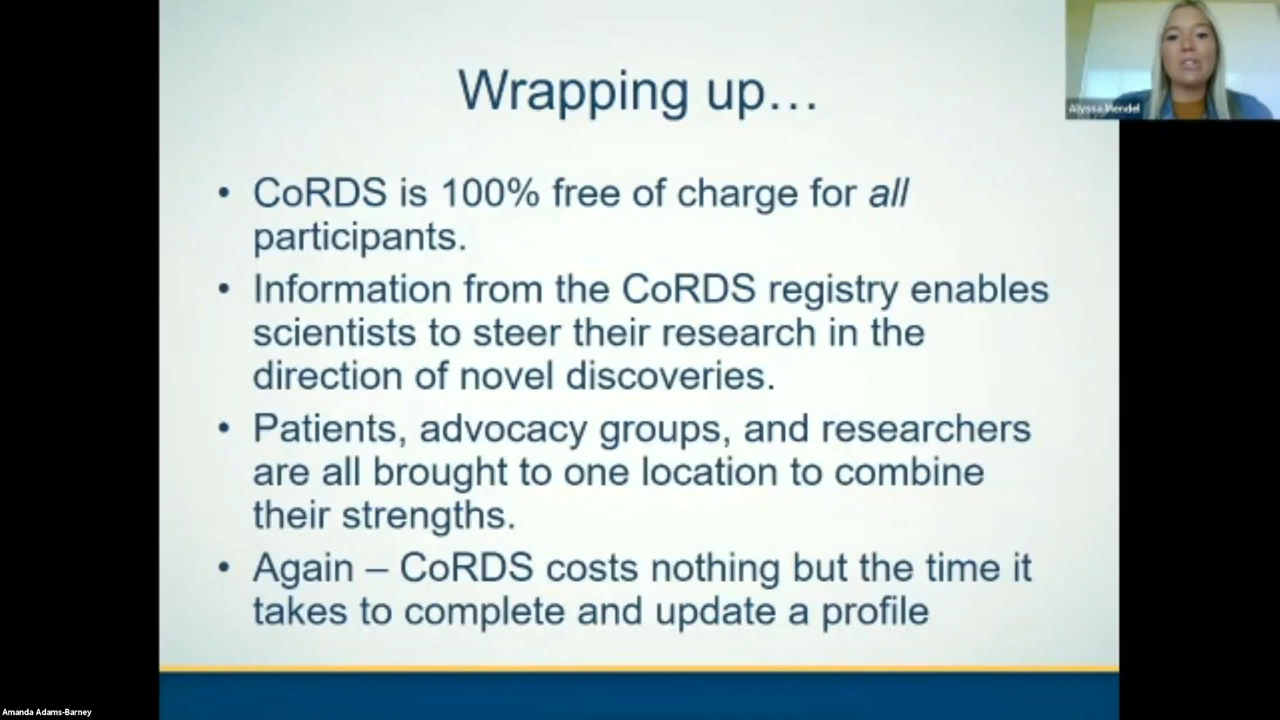 Wrapping up…
Alyssa Mendel
• CoRDS is 100% free of charge for all
participants.
• Information from the CoRDS registry enables
scientists to steer their research in the
direction of novel discoveries.
• Patients, advocacy groups, and researchers
are all brought to one location to combine
their strengths.
• Again – CoRDS costs nothing but the time it
takes to complete and update a profile
Amanda Adams-Barney